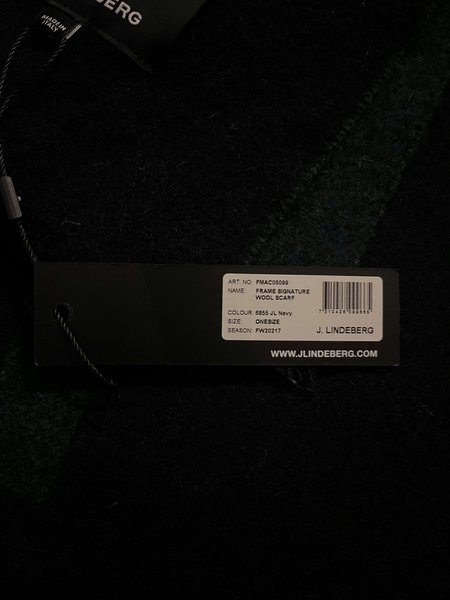 DEBERG
MADE IN
ITALY
ART. NO: FMAC05099
NAME: FRAME SIGNATURE
WOOL SCARF
COLOUR: 6855 JL Navy
SIZE: ONESIZE
SEASON: FW20217
J. LINDEBERG
WWW.JLINDEBERG.COM